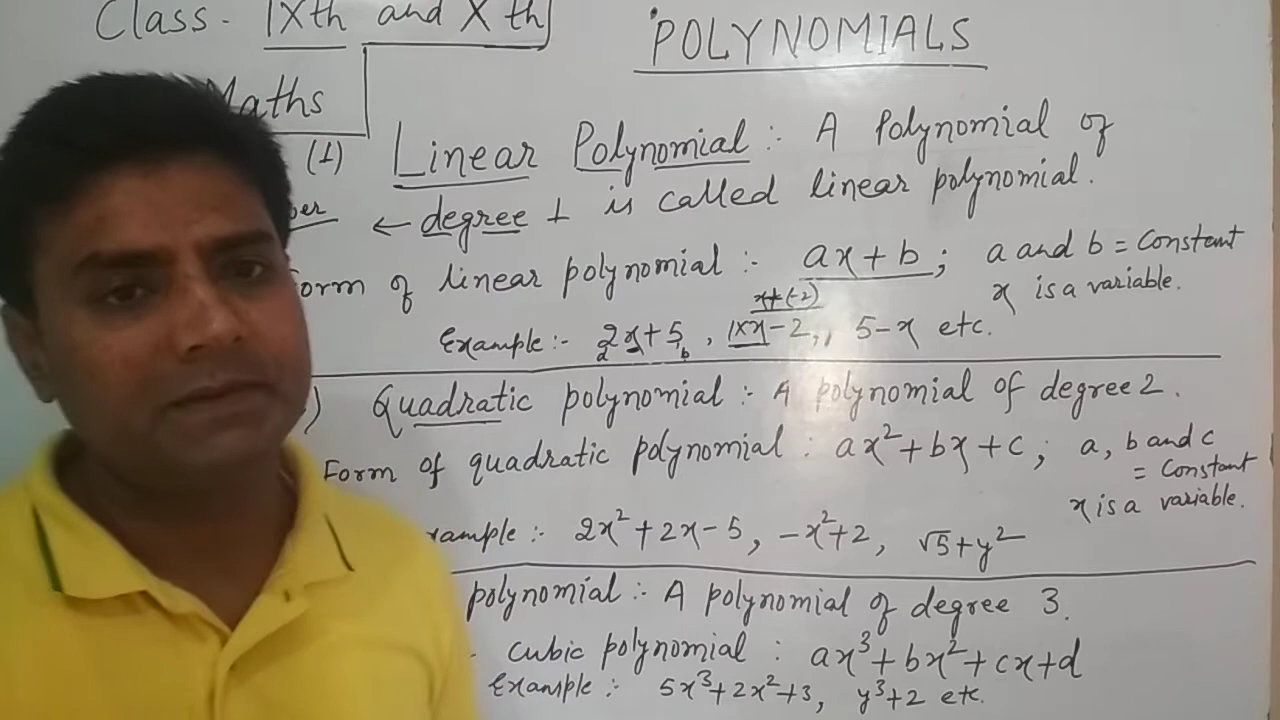 Class - IXth and Xth
POLYNOMIALS
Maths
(1) Linear Polynomial :- A Polynomial of
← degree 1 is called linear polynomial.
form of linear polynomial :- ax + b ; a and b = Constant
x is a variable.
x+(-2)
Example :- 2x + 5, 1×x - 2,, 5 - x etc.
a b
) Quadratic polynomial :- A polynomial of degree 2.
Form of quadratic polynomial : ax² + bx + c ; a, b and c
= Constant
x is a variable.
xample :- 2x² + 2x - 5, -x² + 2, √5 + y²
polynomial :- A polynomial of degree 3.
cubic polynomial : ax³ + bx² + cx + d
Example :- 5x³ + 2x² + 3, y³ + 2 etc.